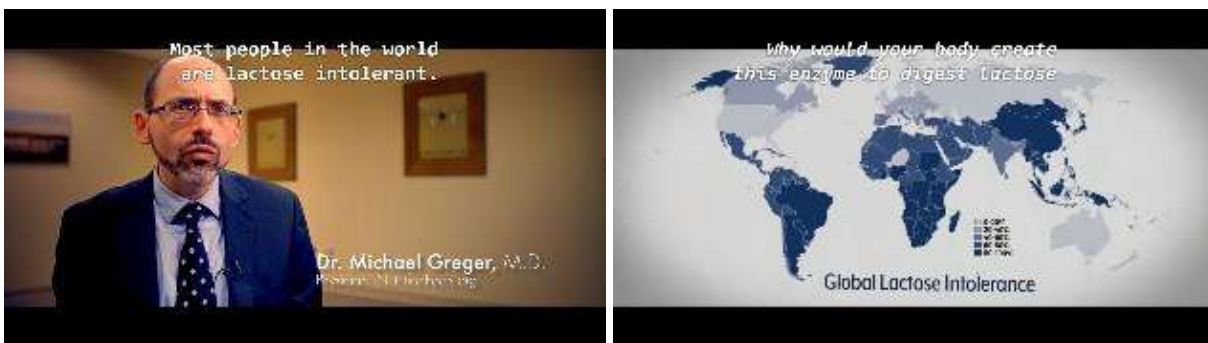 Most people in the world
are lactose intolerant.
Dr. Michael Greger, M.D.
Why would your body create
this enzyme to digest lactose
Global Lactose Intolerance